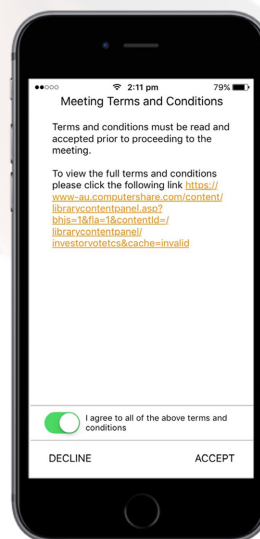 2:11 pm 79%
Meeting Terms and Conditions
Terms and conditions must be read and
accepted prior to proceeding to the
meeting.
To view the full terms and conditions
please click the following link https://
www-au.computershare.com/content/
librarycontentpanel.asp?
bhjs=1&fla=1&contentId=/
librarycontentpanel/
investorvotetcs&cache=invalid
I agree to all of the above terms and
conditions
DECLINE ACCEPT